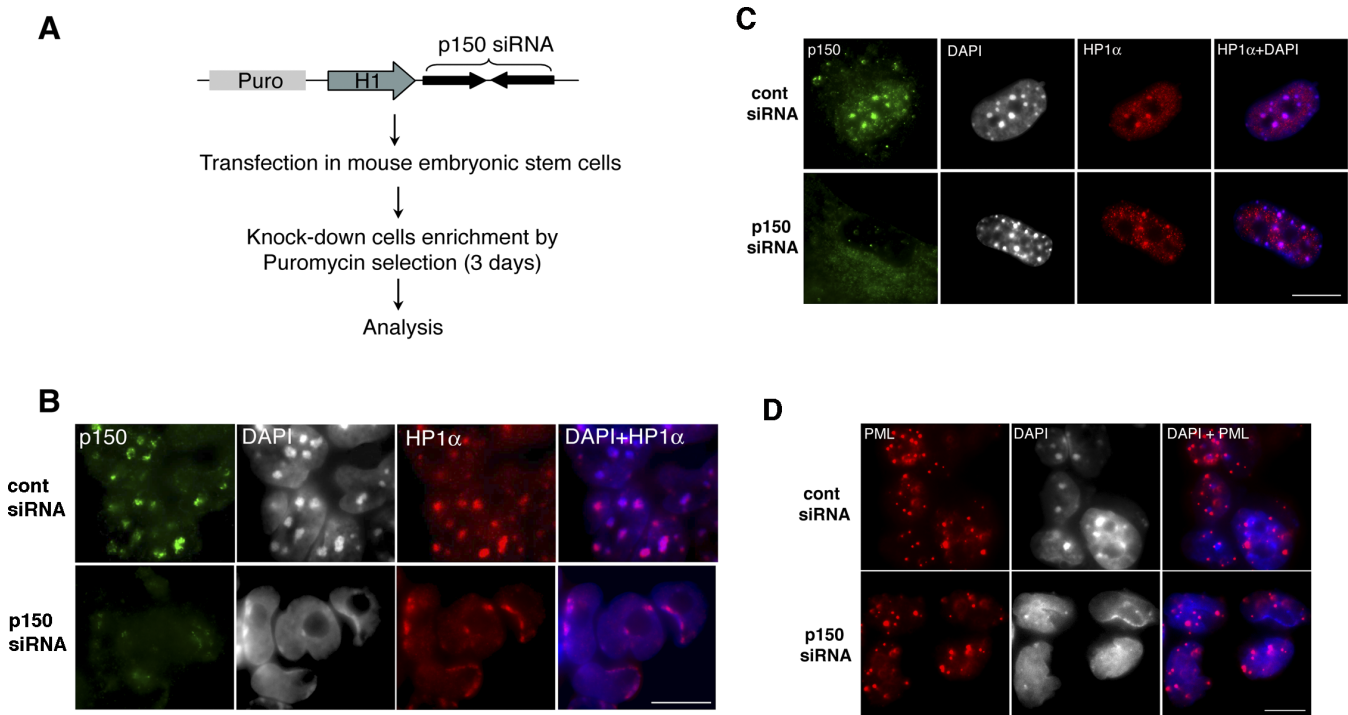 A
p150 siRNA
Puro
H1
Transfection in mouse embryonic stem cells
Knock-down cells enrichment by
Puromycin selection (3 days)
Analysis
B
p150
DAPI
HP1α
DAPI+HP1α
cont
siRNA
p150
siRNA
C
p150
DAPI
HP1α
HP1α+DAPI
cont
siRNA
p150
siRNA
D
PML
DAPI
DAPI + PML
cont
siRNA
p150
siRNA